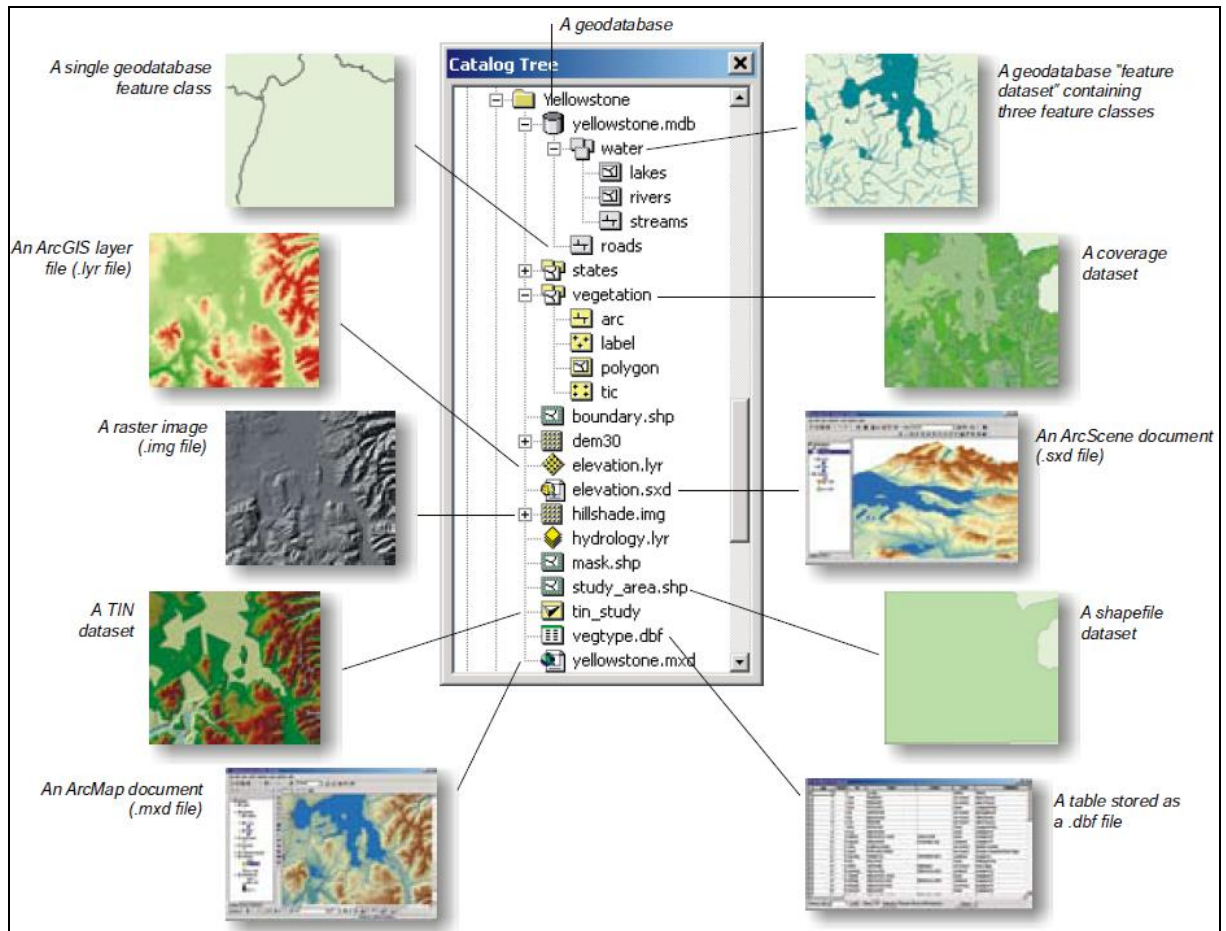 A geodatabase
A single geodatabase
feature class
Catalog Tree
A geodatabase "feature
dataset" containing
three feature classes
Yellowstone
yellowstone.mdb
water
lakes
rivers
streams
roads
An ArcGIS layer
file (.lyr file)
states
vegetation
arc
label
polygon
tic
A coverage
dataset
A raster image
(.img file)
boundary.shp
dem30
elevation.lyr
elevation.sxd
hillshade.img
hydrology.lyr
mask.shp
study_area.shp
tin_study
vegtype.dbf
yellowstone.mxd
An ArcScene document
(.sxd file)
A TIN
dataset
A shapefile
dataset
An ArcMap document
(.mxd file)
A table stored as
a .dbf file